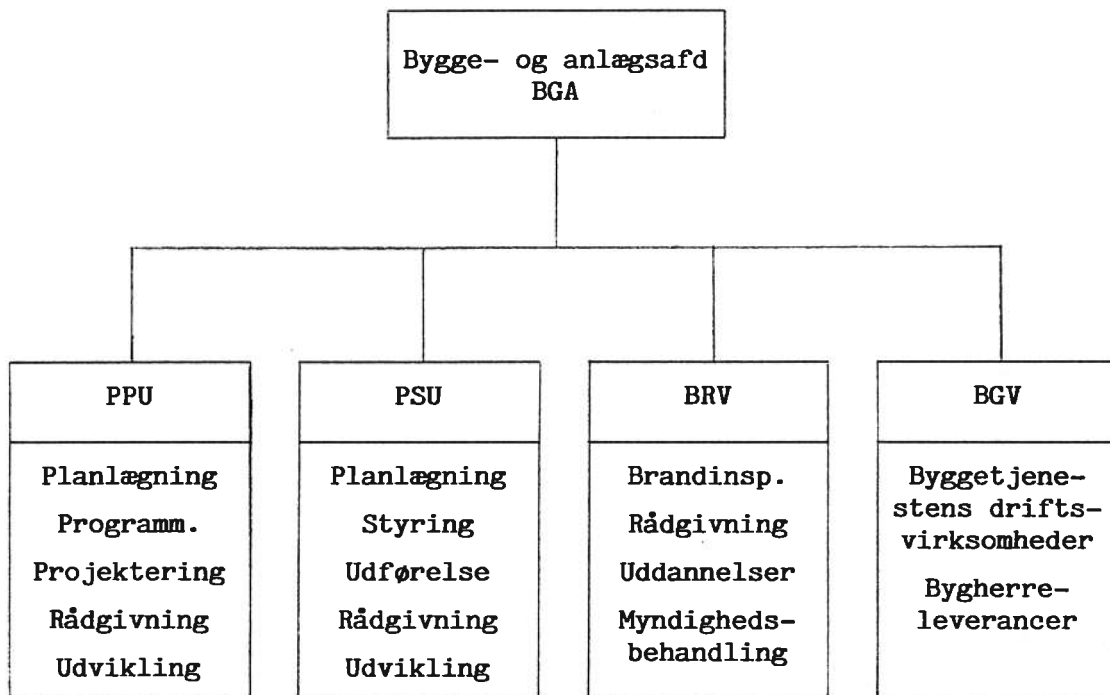 Bygge- og anlægsafd
BGA
PPU
Planlægning
Programm.
Projektering
Rådgivning
Udvikling
PSU
Planlægning
Styring
Udførelse
Rådgivning
Udvikling
BRV
Brandinsp.
Rådgivning
Uddannelser
Myndigheds-
behandling
BGV
Byggetjene-
stens drifts-
virksomheder
Bygherre-
leverancer